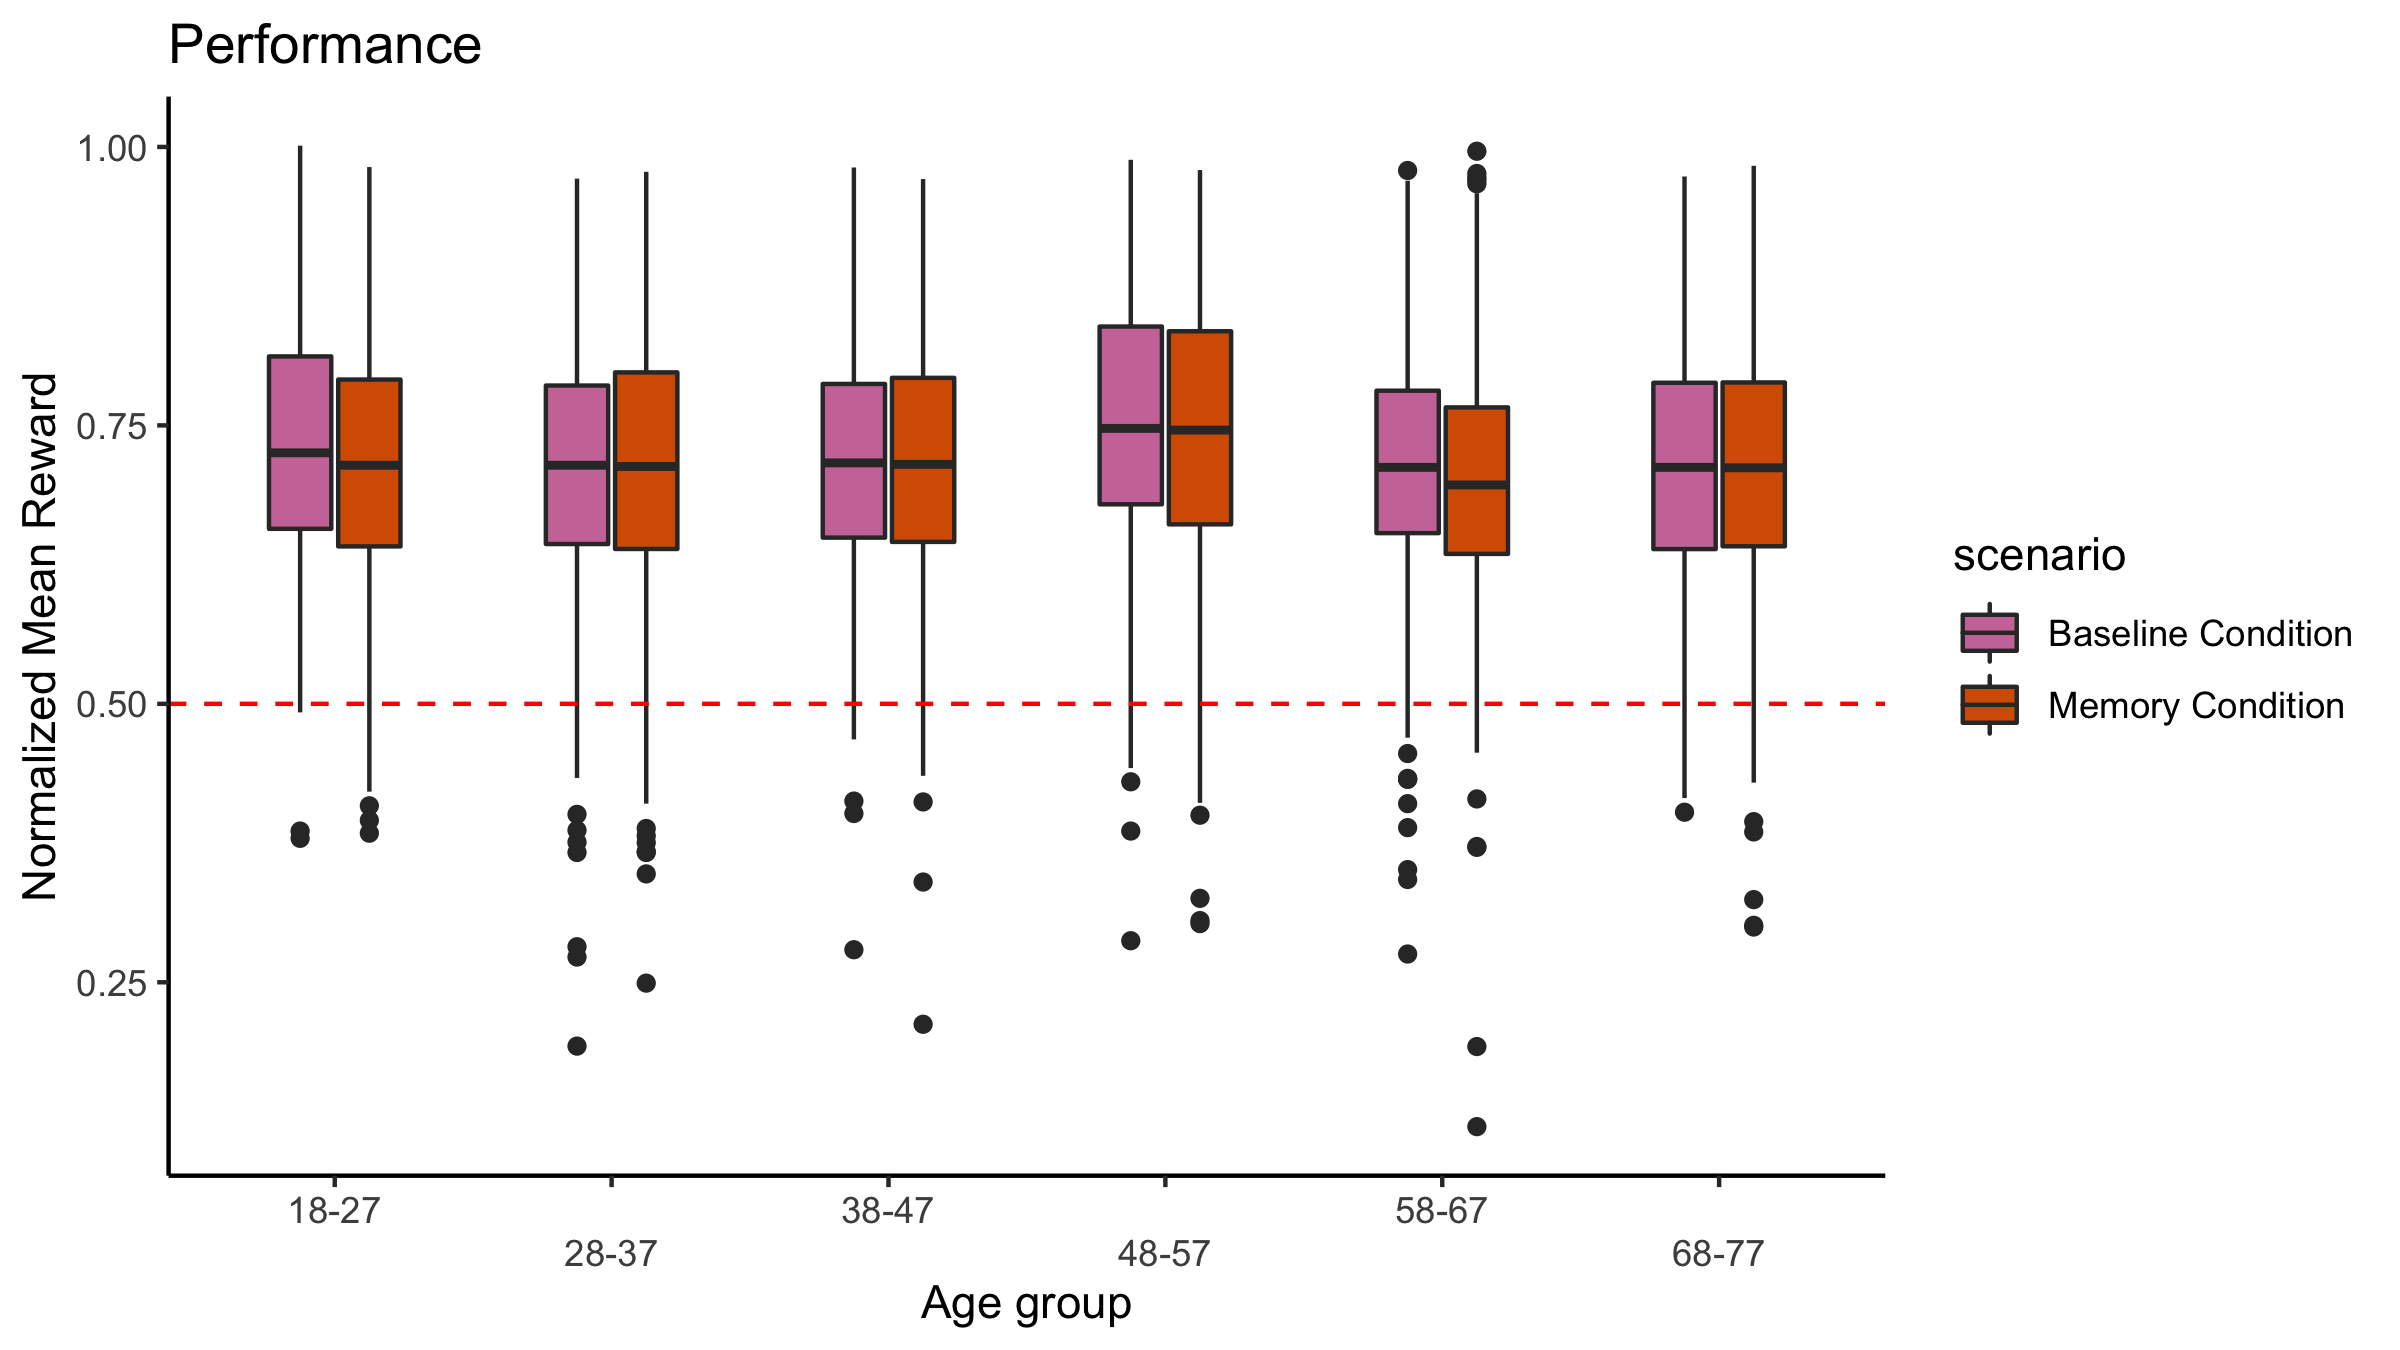 Performance
Normalized Mean Reward
1.00
0.75
0.50
0.25
18-27
28-37
38-47
48-57
58-67
68-77
Age group
scenario
Baseline Condition
Memory Condition